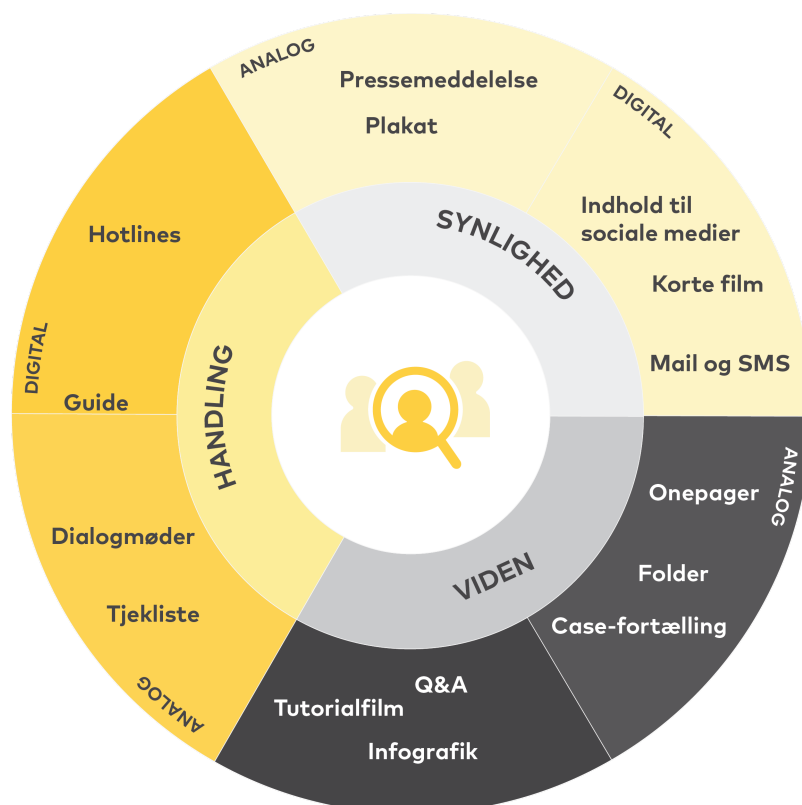 ANALOG
Pressemeddelelse
Plakat
DIGITAL
Indhold til
sociale medier
Korte film
Mail og SMS
SYNLIGHED
ANALOG
Onepager
Folder
Case-fortælling
VIDEN
Q&A
Tutorialfilm
Infografik
HANDLING
DIGITAL
Hotlines
Guide
Dialogmøder
Tjekliste
ANALOG